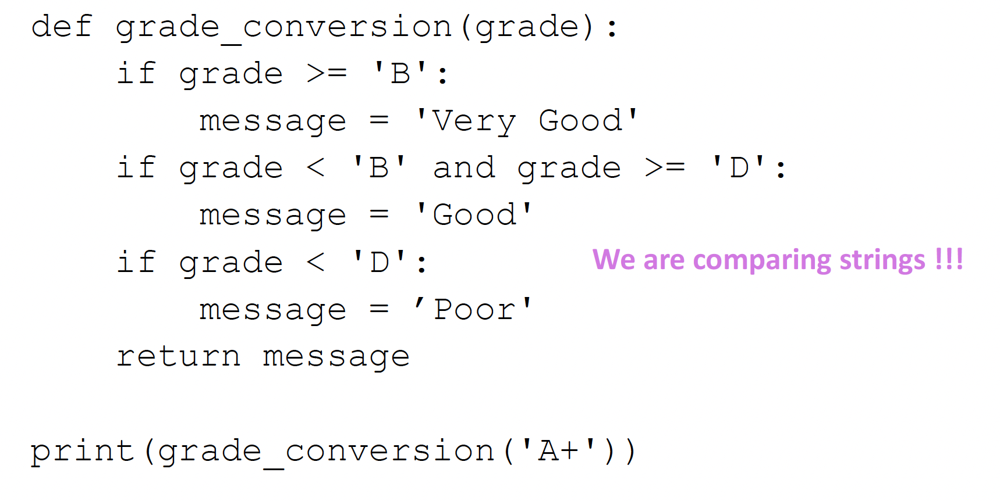 def grade_conversion(grade):
    if grade >= 'B':
        message = 'Very Good'
    if grade < 'B' and grade >= 'D':
        message = 'Good'
    if grade < 'D':
We are comparing strings !!!
        message = ’Poor'
    return message
print(grade_conversion('A+'))